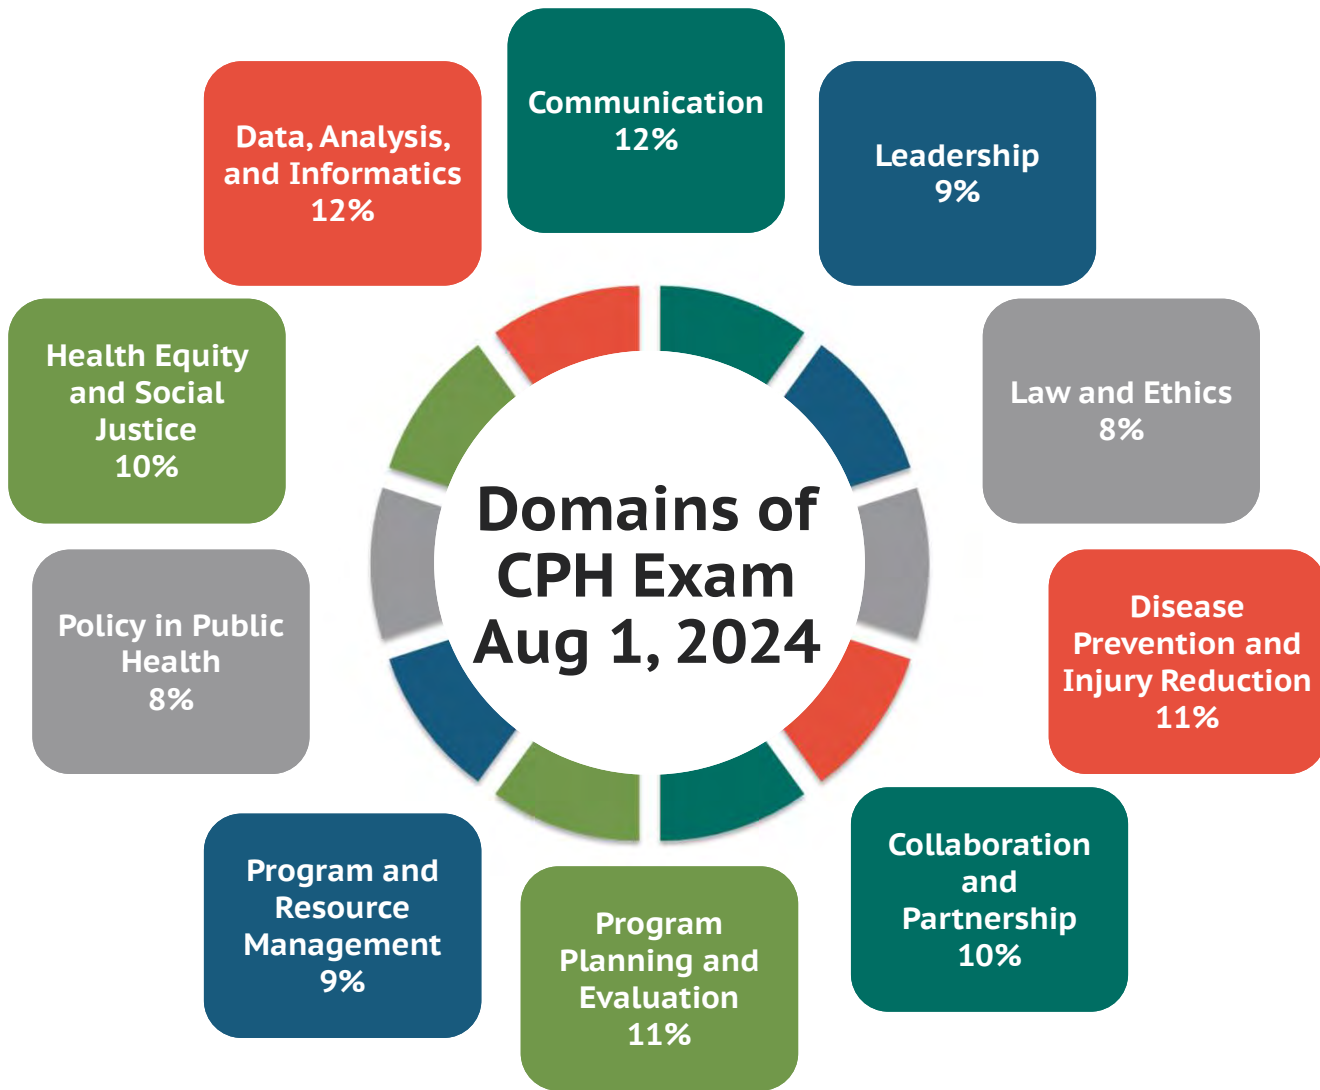 Communication
12%
Leadership
9%
Law and Ethics
8%
Disease
Prevention and
Injury Reduction
11%
Collaboration
and
Partnership
10%
Program
Planning and
Evaluation
11%
Program and
Resource
Management
9%
Policy in Public
Health
8%
Health Equity
and Social
Justice
10%
Data, Analysis,
and Informatics
12%
Domains of
CPH Exam
Aug 1, 2024